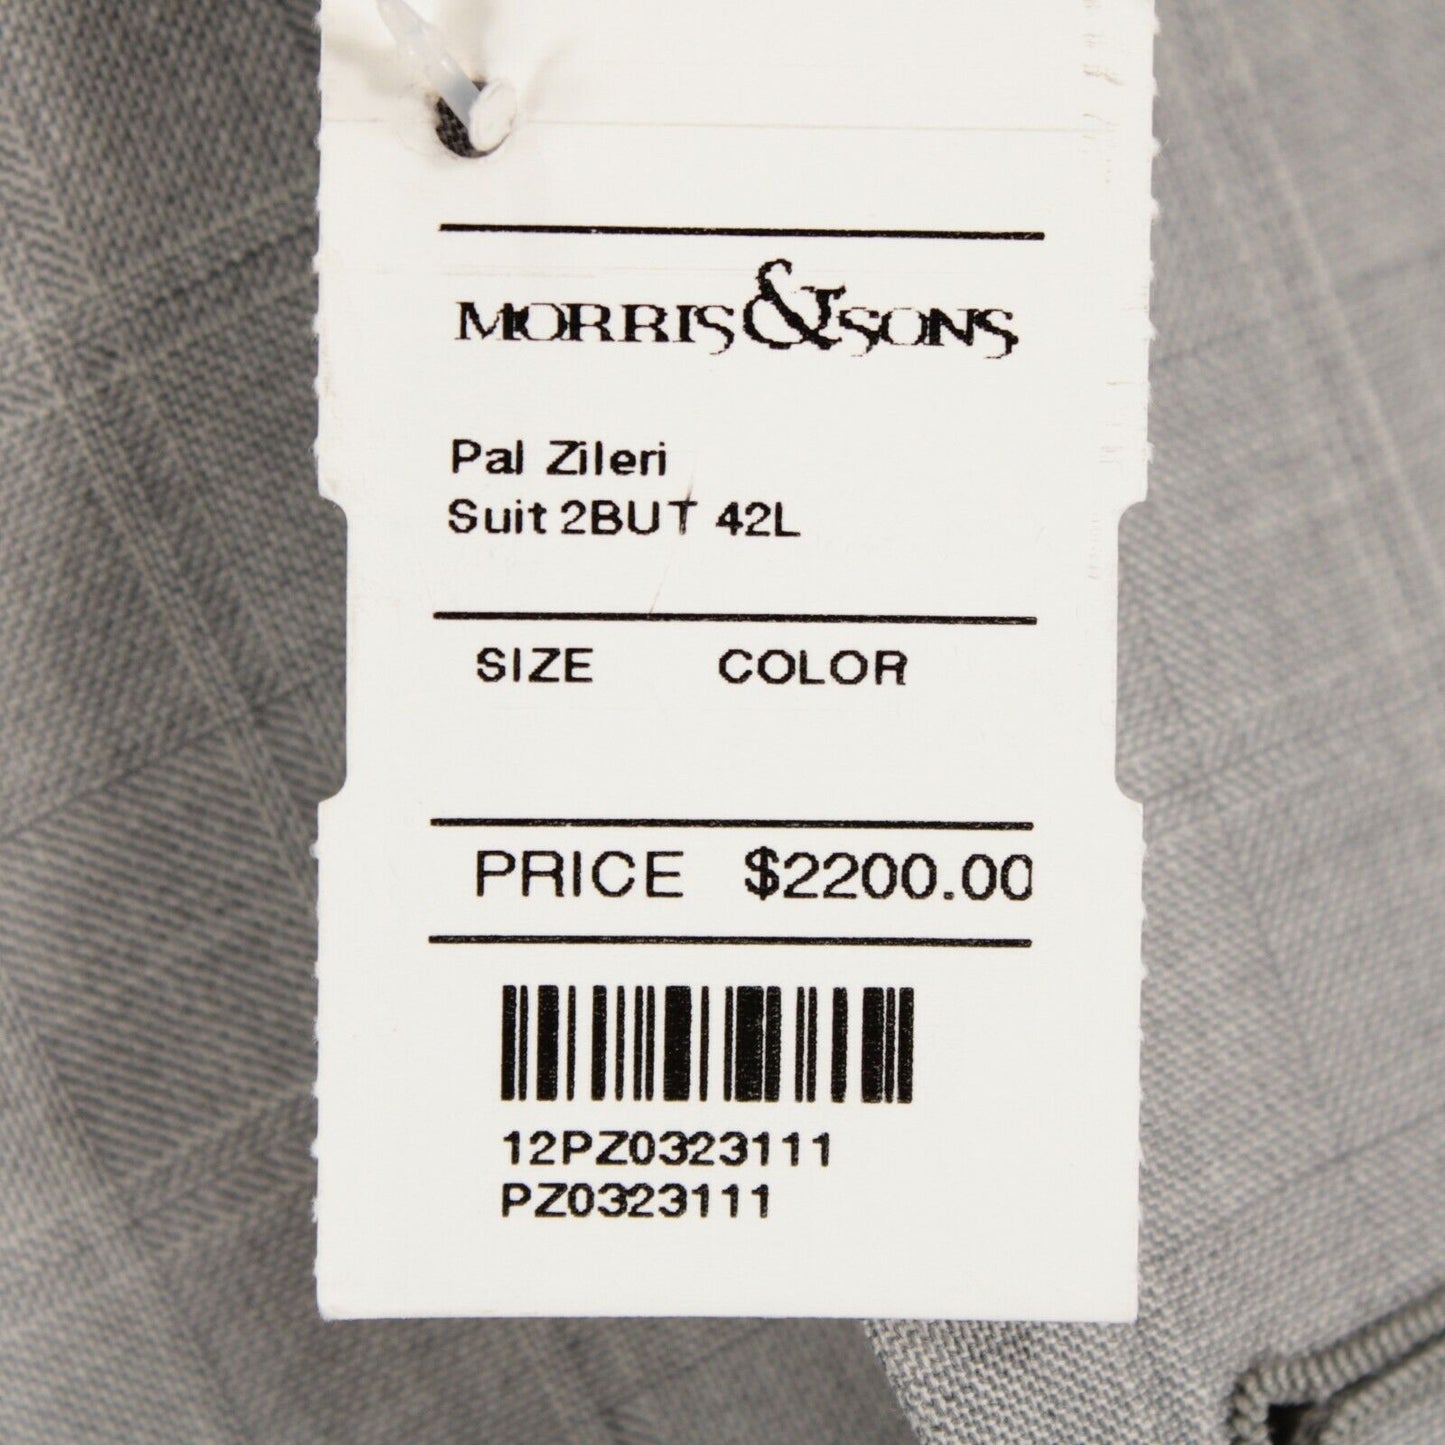 MORRIS&SONS
Pal Zileri
Suit 2BUT 42L
SIZE COLOR
PRICE $2200.00
12PZ0323111
PZ0323111